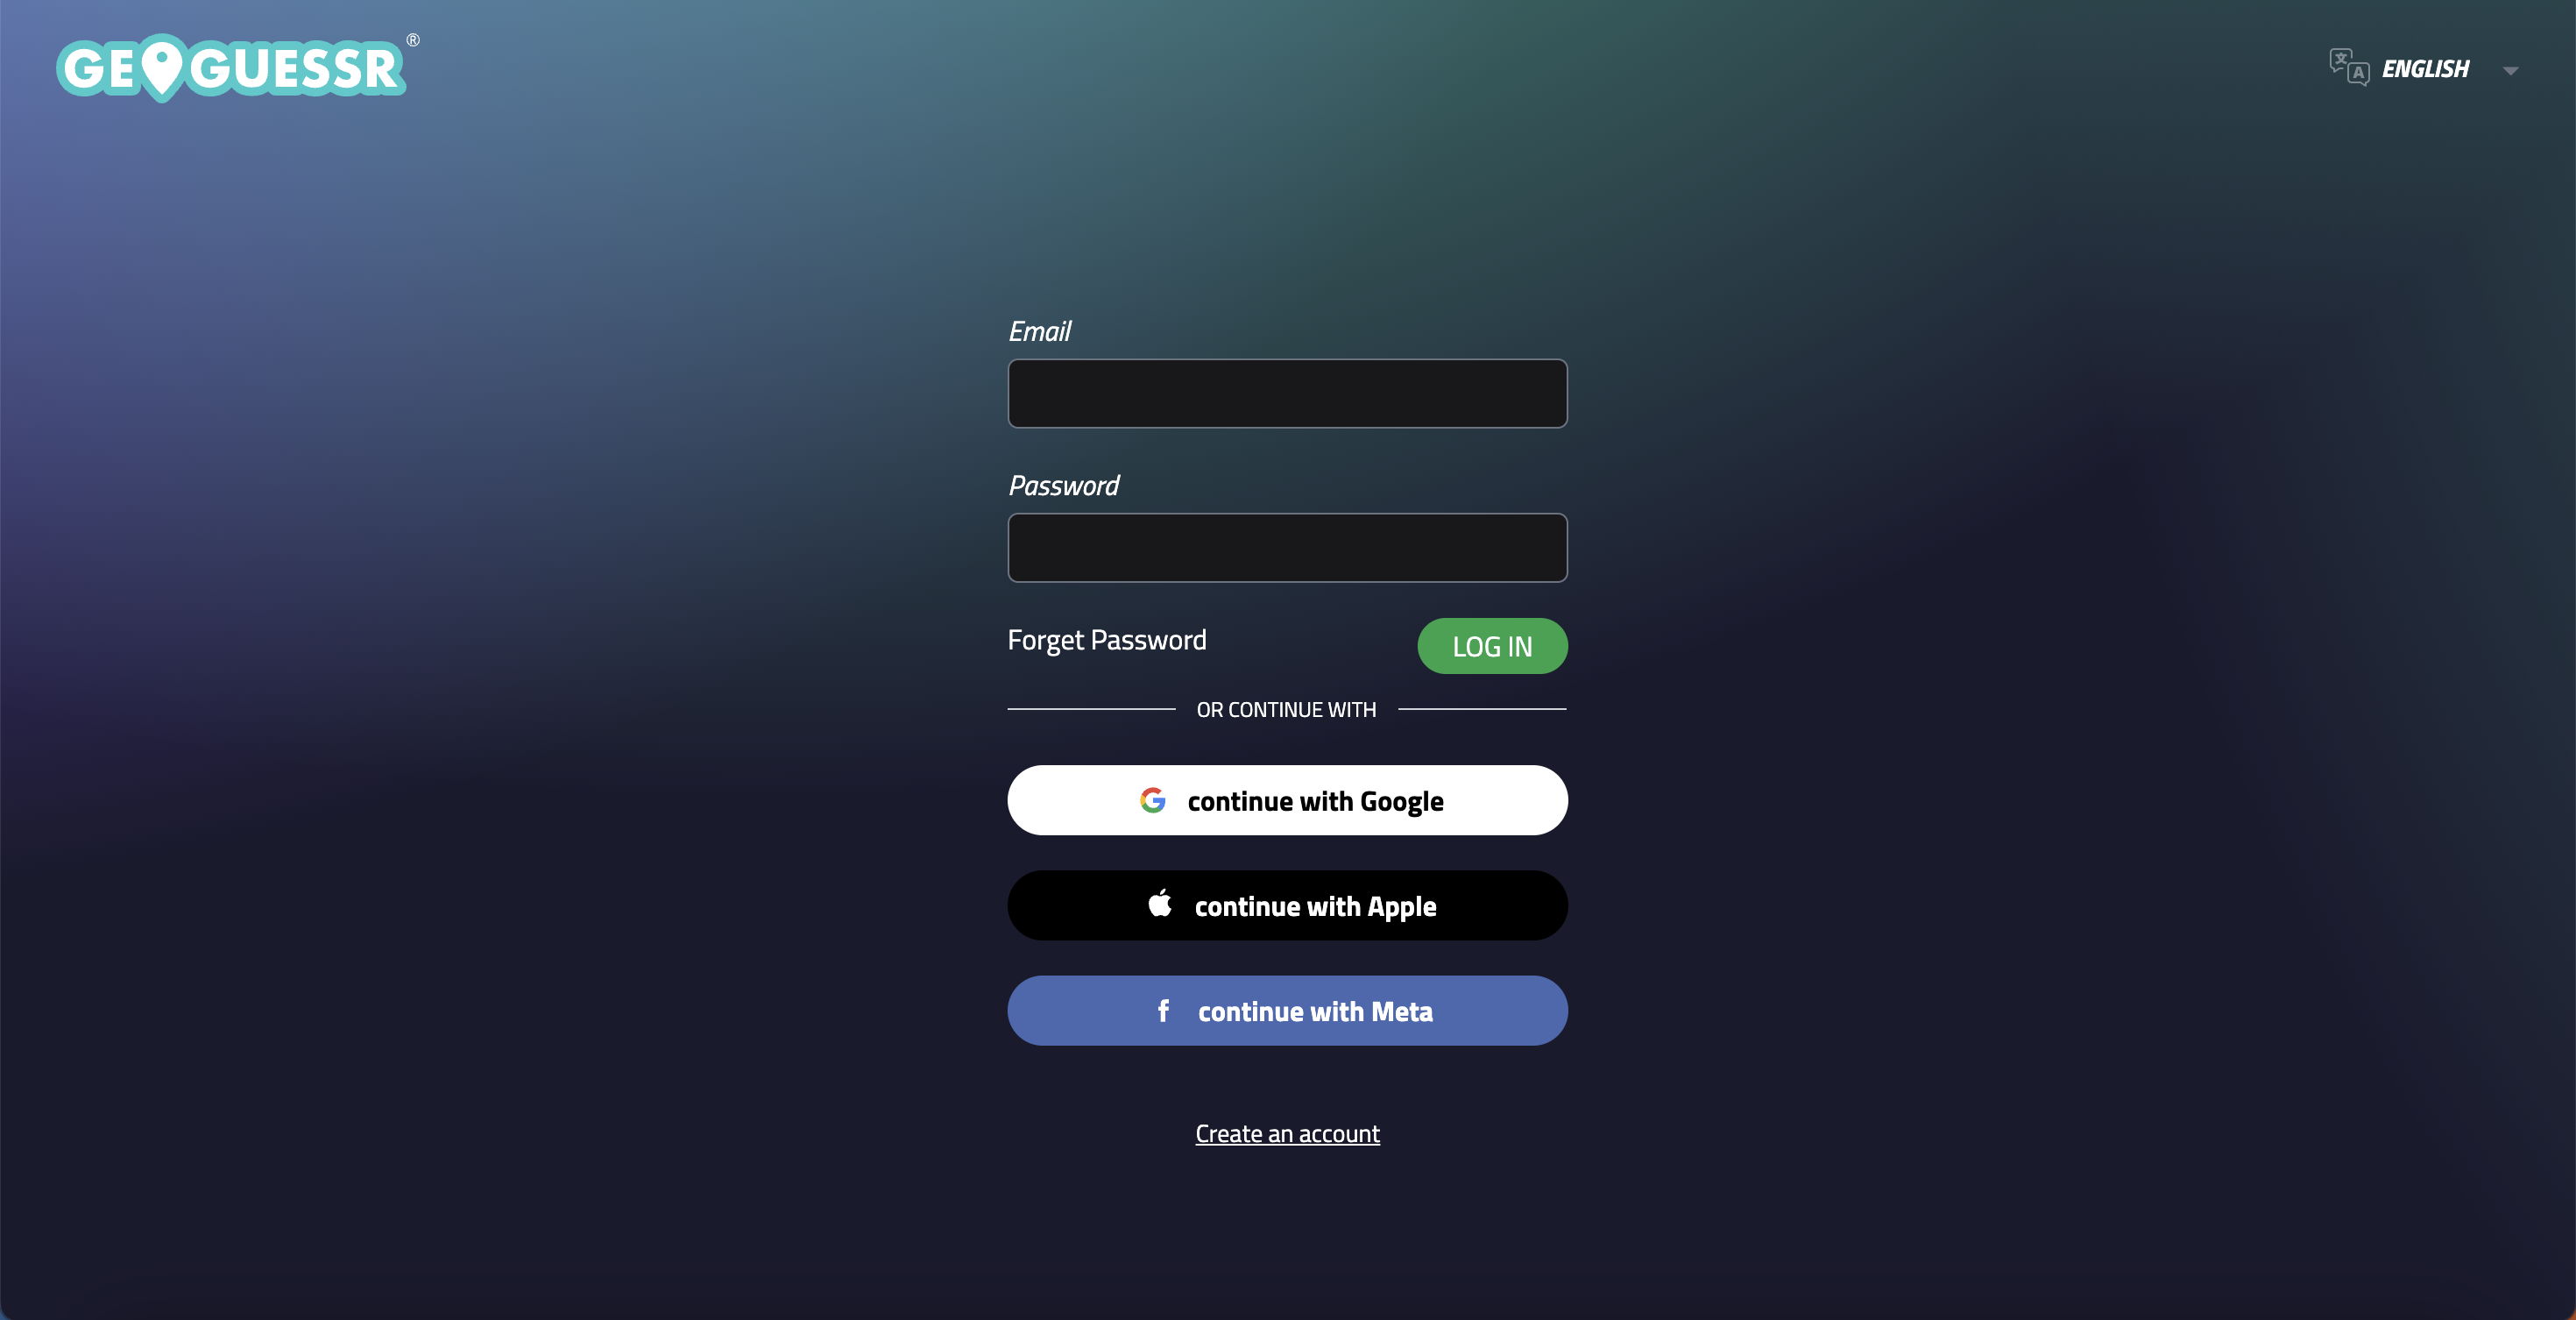 GEOGUESSR®
ENGLISH
Email
Password
Forget Password
LOG IN
OR CONTINUE WITH
continue with Google
continue with Apple
continue with Meta
Create an account